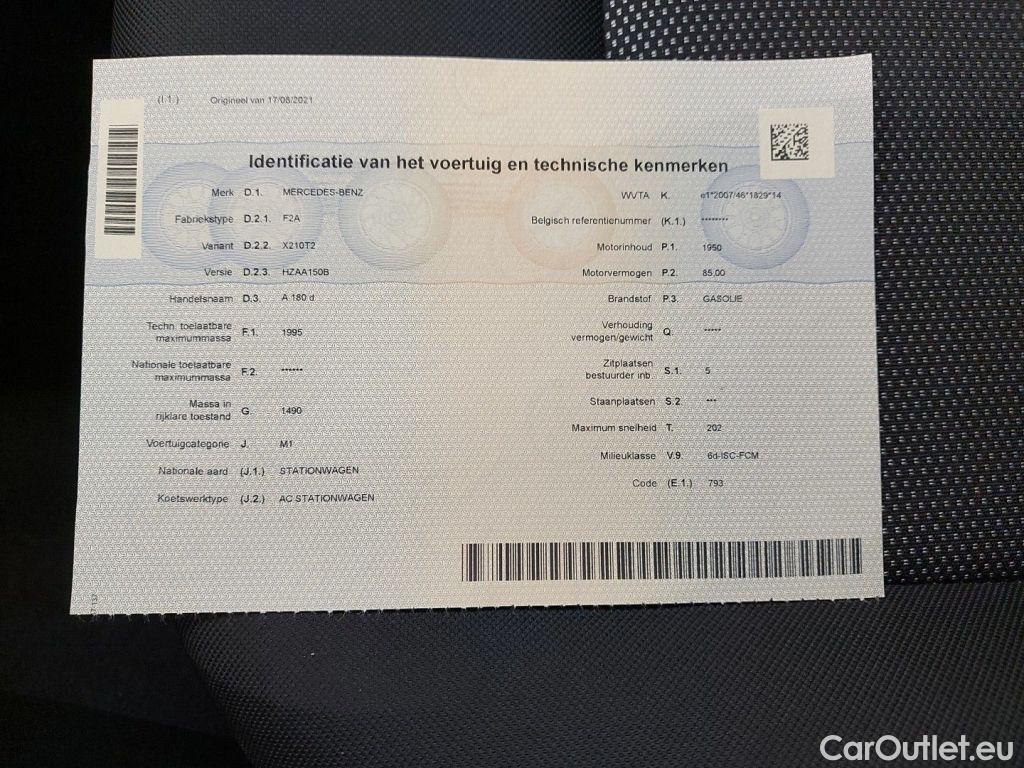 (I.1.) Origineel van 17/08/2021
Identificatie van het voertuig en technische kenmerken
Merk D.1. MERCEDES-BENZ
Fabriekstype D.2.1. F2A
Variant D.2.2. X210T2
Versie D.2.3. HZAA150B
Handelsnaam D.3. A 180 d
Techn. toelaatbare
maximummassa F.1. 1995
Nationale toelaatbare
maximummassa F.2. ******
Massa in
rijklare toestand G. 1490
Voertuigcategorie J. M1
Nationale aard (J.1.) STATIONWAGEN
Koetswerktype (J.2.) AC STATIONWAGEN
WVTA K. e1*2007/46*1829*14
Belgisch referentienummer (K.1.) ********
Motorinhoud P.1. 1950
Motorvermogen P.2. 85,00
Brandstof P.3. GASOLIE
Verhouding
vermogen/gewicht Q. *****
Zitplaatsen
bestuurder inb. S.1. 5
Staanplaatsen S.2. ***
Maximum snelheid T. 202
Milieuklasse V.9. 6d-ISC-FCM
Code (E.1.) 793
CarOutlet.eu